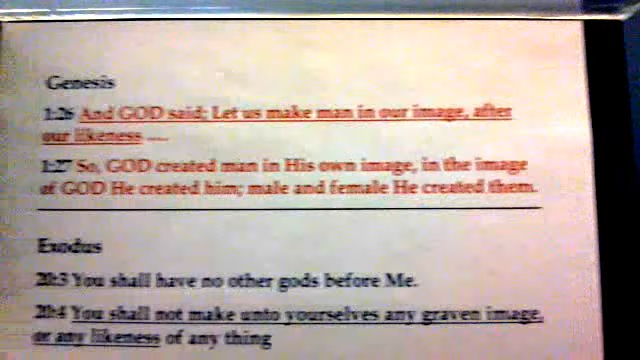 Genesis
1:26 And GOD said; Let us make man in our image, after
our likeness ....
1:27 So, GOD created man in His own image, in the image
of GOD He created him; male and female He created them.
Exodus
20:3 You shall have no other gods before Me.
20:4 You shall not make unto yourselves any graven image,
or any likeness of any thing